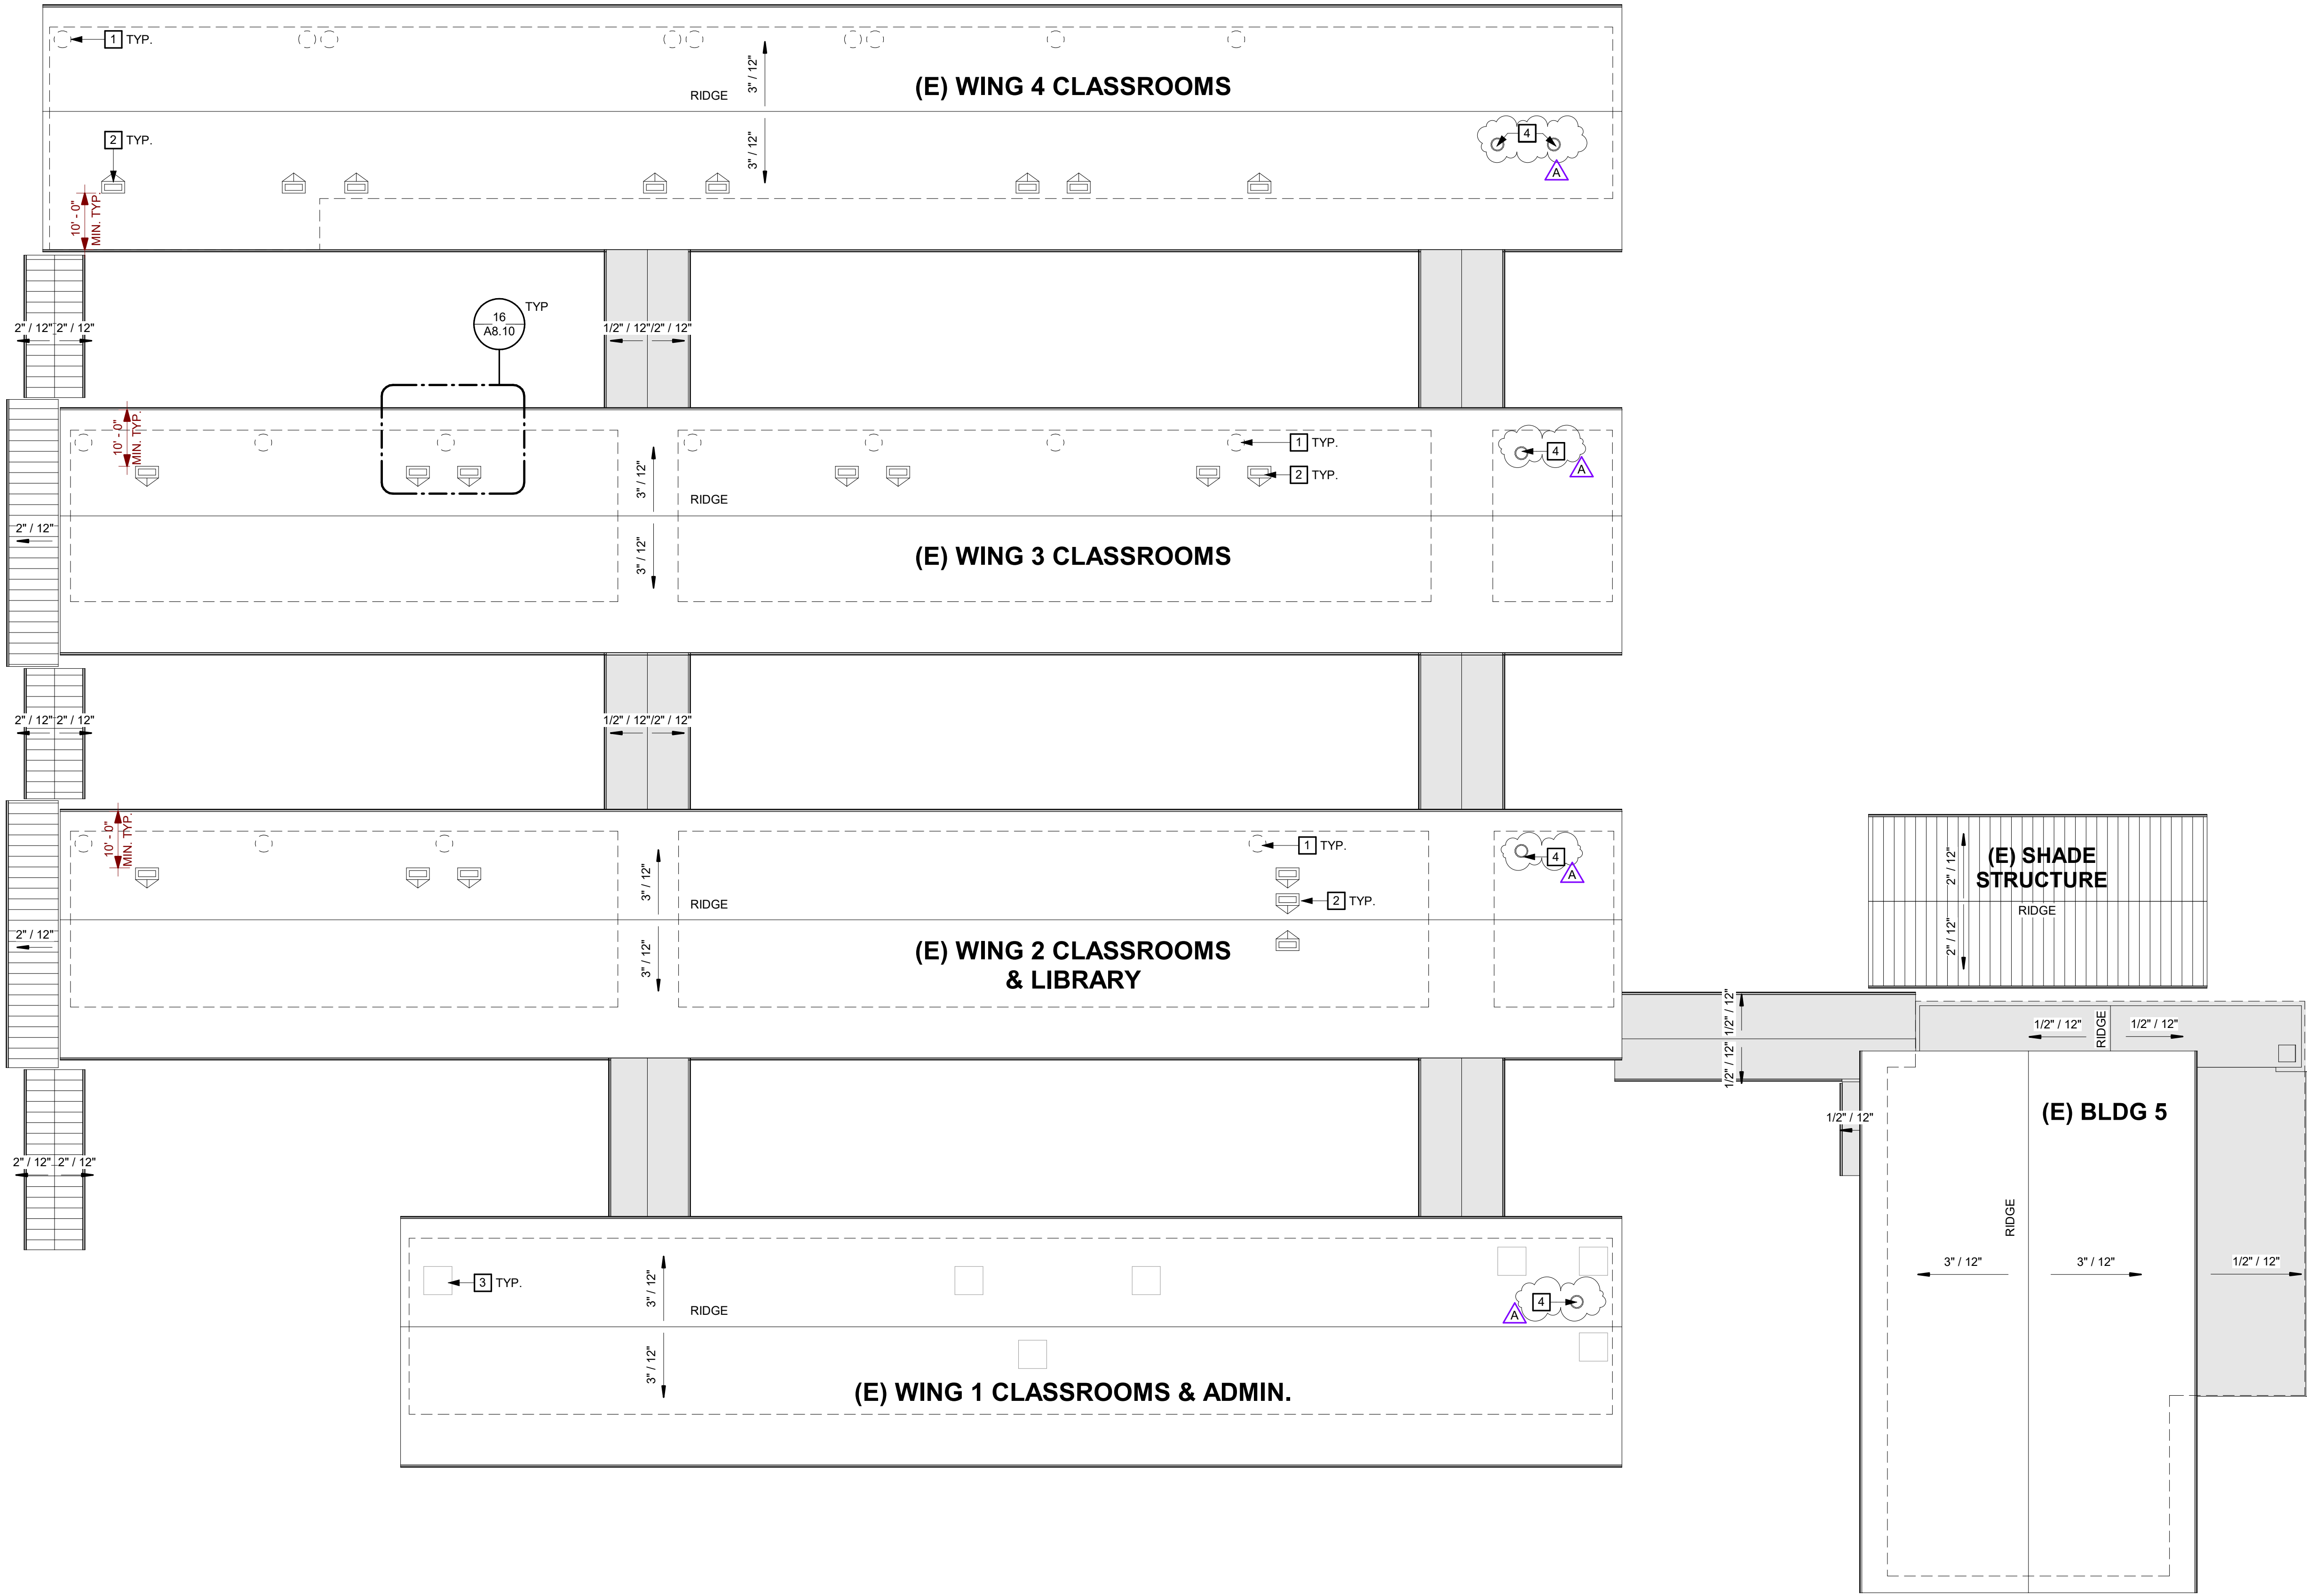 1 TYP.
3" / 12"
(E) WING 4 CLASSROOMS
RIDGE
2 TYP.
3" / 12"
4
A
10' - 0"
MIN. TYP.
16
A8.10
TYP
2" / 12" 2" / 12"
1/2" / 12"/2" / 12"
10' - 0"
MIN. TYP.
1 TYP.
4
A
2 TYP.
3" / 12"
RIDGE
2" / 12"
3" / 12"
(E) WING 3 CLASSROOMS
2" / 12" 2" / 12"
1/2" / 12"/2" / 12"
10' - 0"
MIN. TYP.
1 TYP.
4
A
3" / 12"
2 TYP.
RIDGE
2" / 12"
3" / 12"
(E) WING 2 CLASSROOMS
& LIBRARY
2" / 12"
(E) SHADE
STRUCTURE
RIDGE
2" / 12"
1/2" / 12" 1/2" / 12"
1/2" / 12"
RIDGE
1/2" / 12"
1/2" / 12"
(E) BLDG 5
2" / 12" 2" / 12"
RIDGE
3" / 12"
3" / 12"
1/2" / 12"
3 TYP.
3" / 12"
RIDGE
4
A
3" / 12"
(E) WING 1 CLASSROOMS & ADMIN.